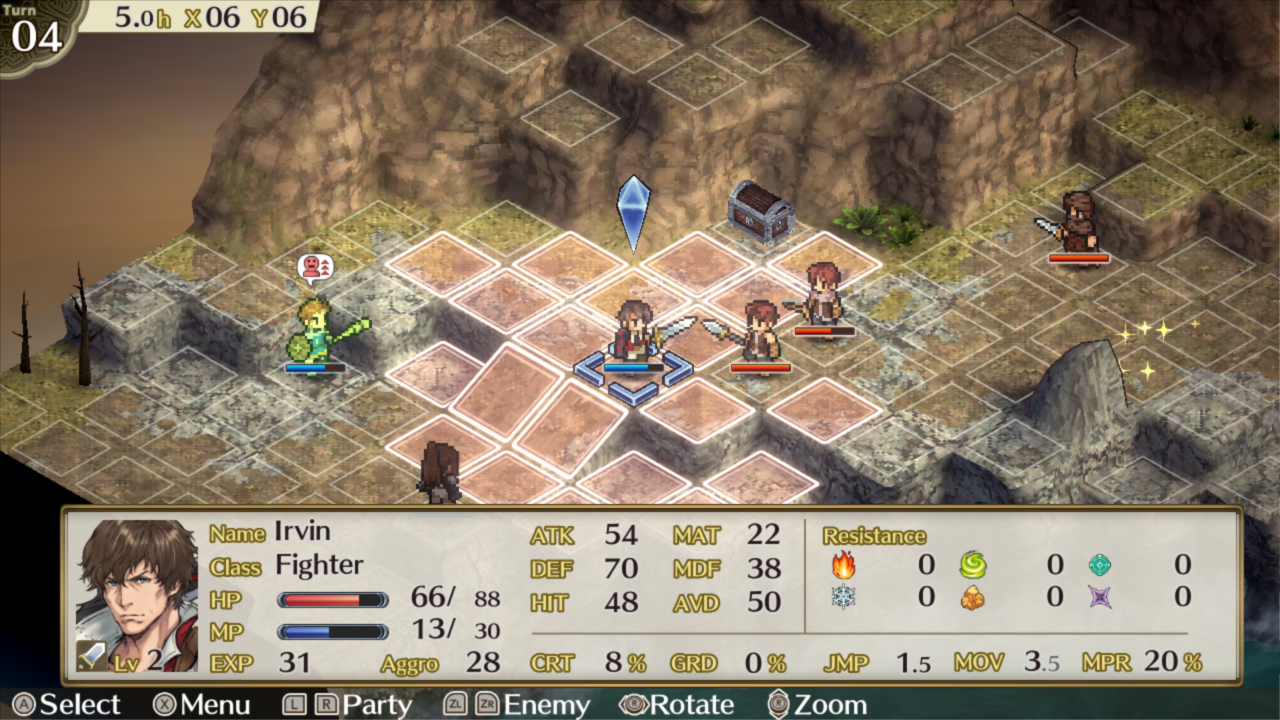 Turn
04
5.0h X06 Y06
Name Irvin
Class Fighter
HP 66/ 88
MP 13/ 30
EXP 31 Aggro 28
Lv 2
ATK 54 MAT 22
DEF 70 MDF 38
HIT 48 AVD 50
CRT 8% GRD 0%
Resistance
0 0 0
0 0 0
JMP 1.5 MOV 3.5 MPR 20%
A Select X Menu L R Party ZL ZR Enemy R Rotate R Zoom